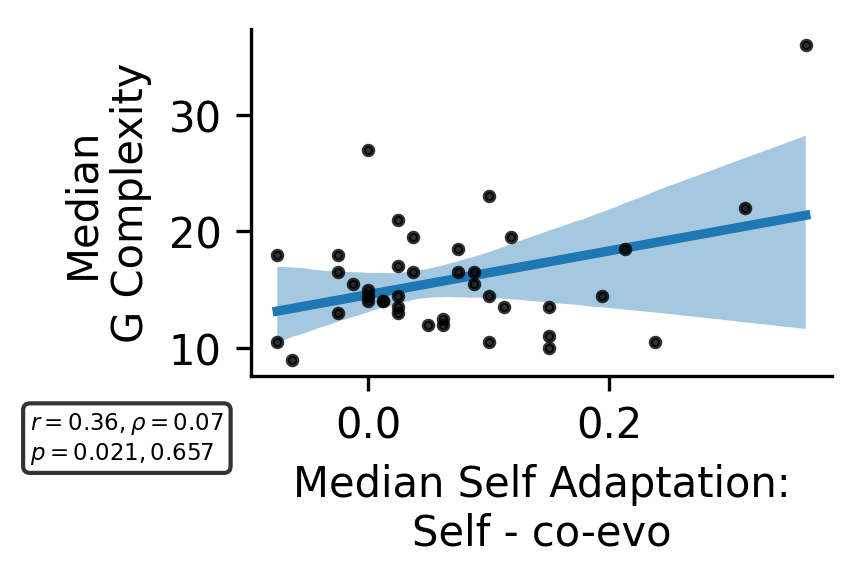 Median
G Complexity
30
20
10
0.0
0.2
r = 0.36, ρ = 0.07
p = 0.021, 0.657
Median Self Adaptation:
Self - co-evo